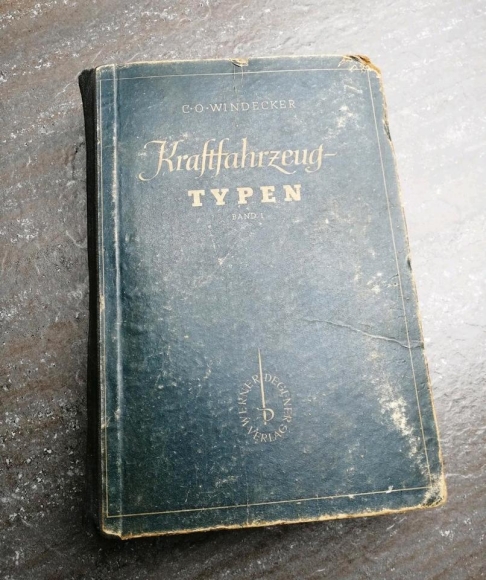 C·O·WINDECKER
Kraftfahrzeug-
TYPEN
BAND 1
WERNER DEGENER
VERLAG
D